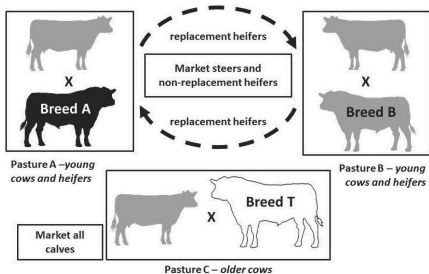 replacement heifers
X
Breed A
Market steers and
non-replacement heifers
X
Breed B
replacement heifers
Pasture A –young
cows and heifers
Pasture B – young
cows and heifers
X
Breed T
Market all
calves
Pasture C – older cows